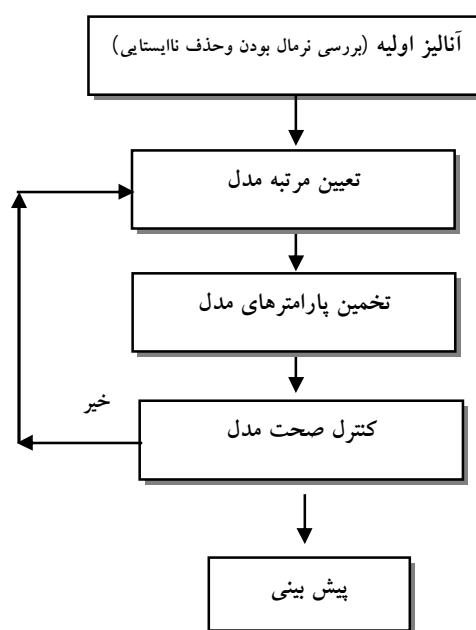 آنالیز اولیه (بررسی نرمال بودن وحذف ناایستایی)
تعیین مرتبه مدل
تخمین پارامترهای مدل
خیر
کنترل صحت مدل
پیش بینی